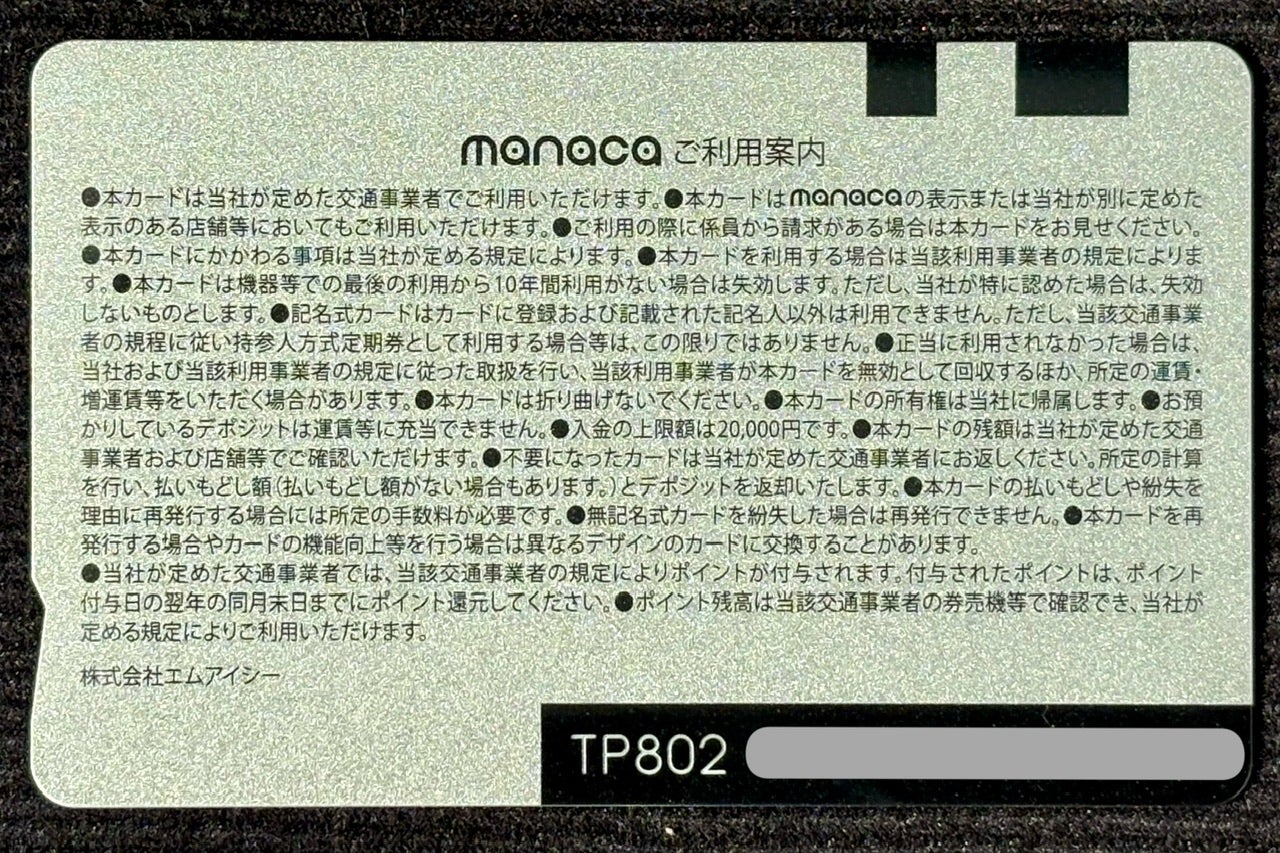 manaca ご利用案内
●本カードは当社が定めた交通事業者でご利用いただけます。●本カードはmanacaの表示または当社が別に定めた
表示のある店舗等においてもご利用いただけます。●ご利用の際に係員から請求がある場合は本カードをお見せください。
●本カードにかかわる事項は当社が定める規定によります。●本カードを利用する場合は当該利用事業者の規定によりま
す。●本カードは機器等での最後の利用から10年間利用がない場合は失効します。ただし、当社が特に認めた場合は、失効
しないものとします。●記名式カードはカードに登録および記載された記名人以外は利用できません。ただし、当該交通事業
者の規程に従い持参人方式定期券として利用する場合等は、この限りではありません。●正当に利用されなかった場合は、
当社および当該利用事業者の規定に従った取扱を行い、当該利用事業者が本カードを無効として回収するほか、所定の運賃・
増運賃等をいただく場合があります。●本カードは折り曲げないでください。●本カードの所有権は当社に帰属します。●お預
かりしているデポジットは運賃等に充当できません。●入金の上限額は20,000円です。●本カードの残額は当社が定めた交通
事業者および店舗等でご確認いただけます。●不要になったカードは当社が定めた交通事業者にお返しください。所定の計算
を行い、払いもどし額(払いもどし額がない場合もあります。)とデポジットを返却いたします。●本カードの払いもどしや紛失を
理由に再発行する場合には所定の手数料が必要です。●無記名式カードを紛失した場合は再発行できません。●本カードを再
発行する場合やカードの機能向上等を行う場合は異なるデザインのカードに交換することがあります。
●当社が定めた交通事業者では、当該交通事業者の規定によりポイントが付与されます。付与されたポイントは、ポイント
付与日の翌年の同月末日までにポイント還元してください。●ポイント残高は当該交通事業者の券売機等で確認でき、当社が
定める規定によりご利用いただけます。
株式会社エムアイシー
TP802